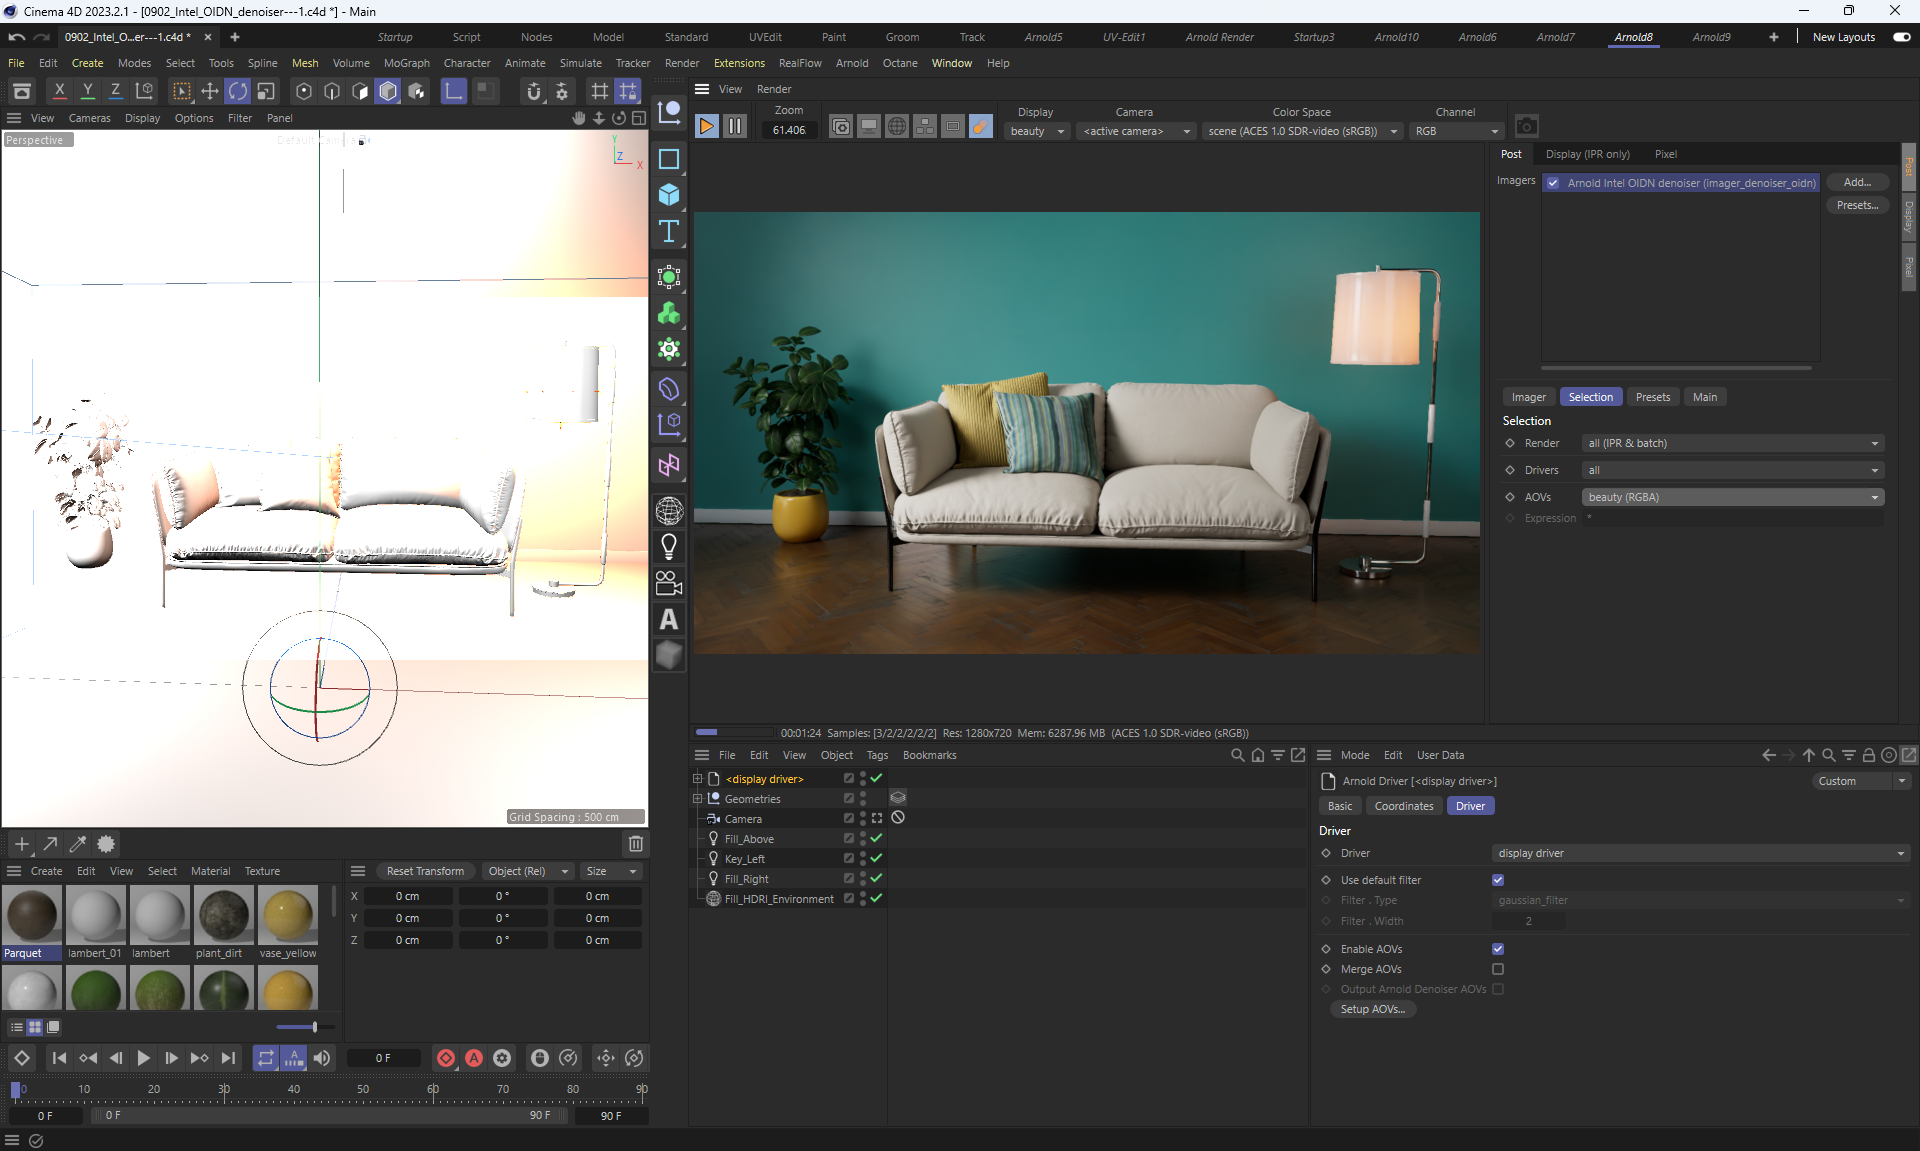 Cinema 4D 2023.2.1 - [0902_Intel_OIDN_denoiser---1.c4d *] - Main
0902_Intel_O...er---1.c4d *
Startup Script Nodes Model Standard UVEdit Paint Groom Track Arnold5 UV-Edit1 Arnold Render Startup3 Arnold10 Arnold6 Arnold7 Arnold8 Arnold9 New Layouts
File Edit Create Modes Select Tools Spline Mesh Volume MoGraph Character Animate Simulate Tracker Render Extensions RealFlow Arnold Octane Window Help
X Y Z
View Cameras Display Options Filter Panel
Perspective
Y
Z
X
Grid Spacing : 500 cm
View Render
Zoom
61.406
Display
beauty
Camera
<active camera>
Color Space
scene (ACES 1.0 SDR-video (sRGB))
Channel
RGB
Post Display (IPR only) Pixel
Imagers
Arnold Intel OIDN denoiser (imager_denoiser_oidn)
Add...
Presets...
Post
Display
Pixel
Imager Selection Presets Main
Selection
Render all (IPR & batch)
Drivers all
AOVs beauty (RGBA)
Expression *
00:01:24 Samples: [3/2/2/2/2/2] Res: 1280x720 Mem: 6287.96 MB (ACES 1.0 SDR-video (sRGB))
File Edit View Object Tags Bookmarks
<display driver>
Geometries
Camera
Fill_Above
Key_Left
Fill_Right
Fill_HDRI_Environment
Mode Edit User Data
Arnold Driver [<display driver>]
Custom
Basic Coordinates Driver
Driver
Driver display driver
Use default filter
Filter . Type gaussian_filter
Filter . Width 2
Enable AOVs
Merge AOVs
Output Arnold Denoiser AOVs
Setup AOVs...
Create Edit View Select Material Texture
Parquet lambert_01 lambert plant_dirt vase_yellow
Reset Transform Object (Rel) Size
X 0 cm 0 ° 0 cm
Y 0 cm 0 ° 0 cm
Z 0 cm 0 ° 0 cm
0 F
0 10 20 30 40 50 60 70 80 90
0 F 0 F 90 F 90 F